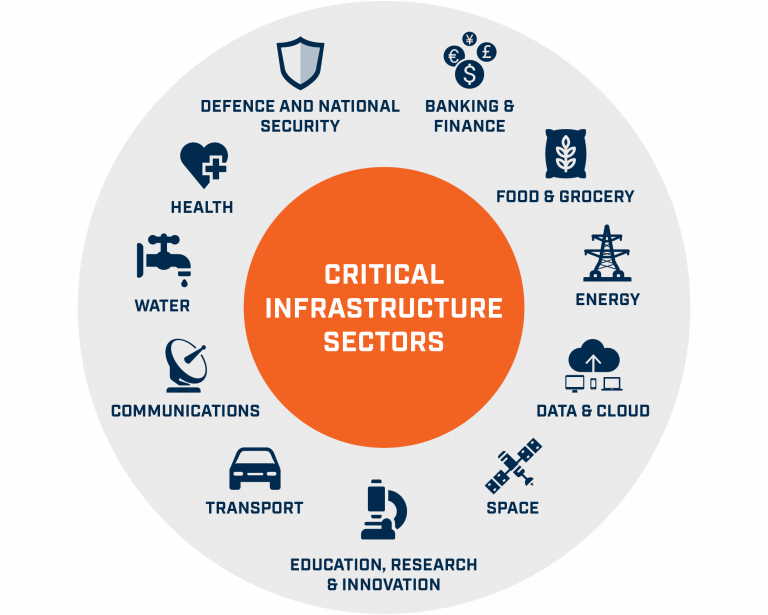 CRITICAL
INFRASTRUCTURE
SECTORS
DEFENCE AND NATIONAL
SECURITY
BANKING &
FINANCE
FOOD & GROCERY
ENERGY
DATA & CLOUD
SPACE
EDUCATION, RESEARCH
& INNOVATION
TRANSPORT
COMMUNICATIONS
WATER
HEALTH
¥
€
£
$